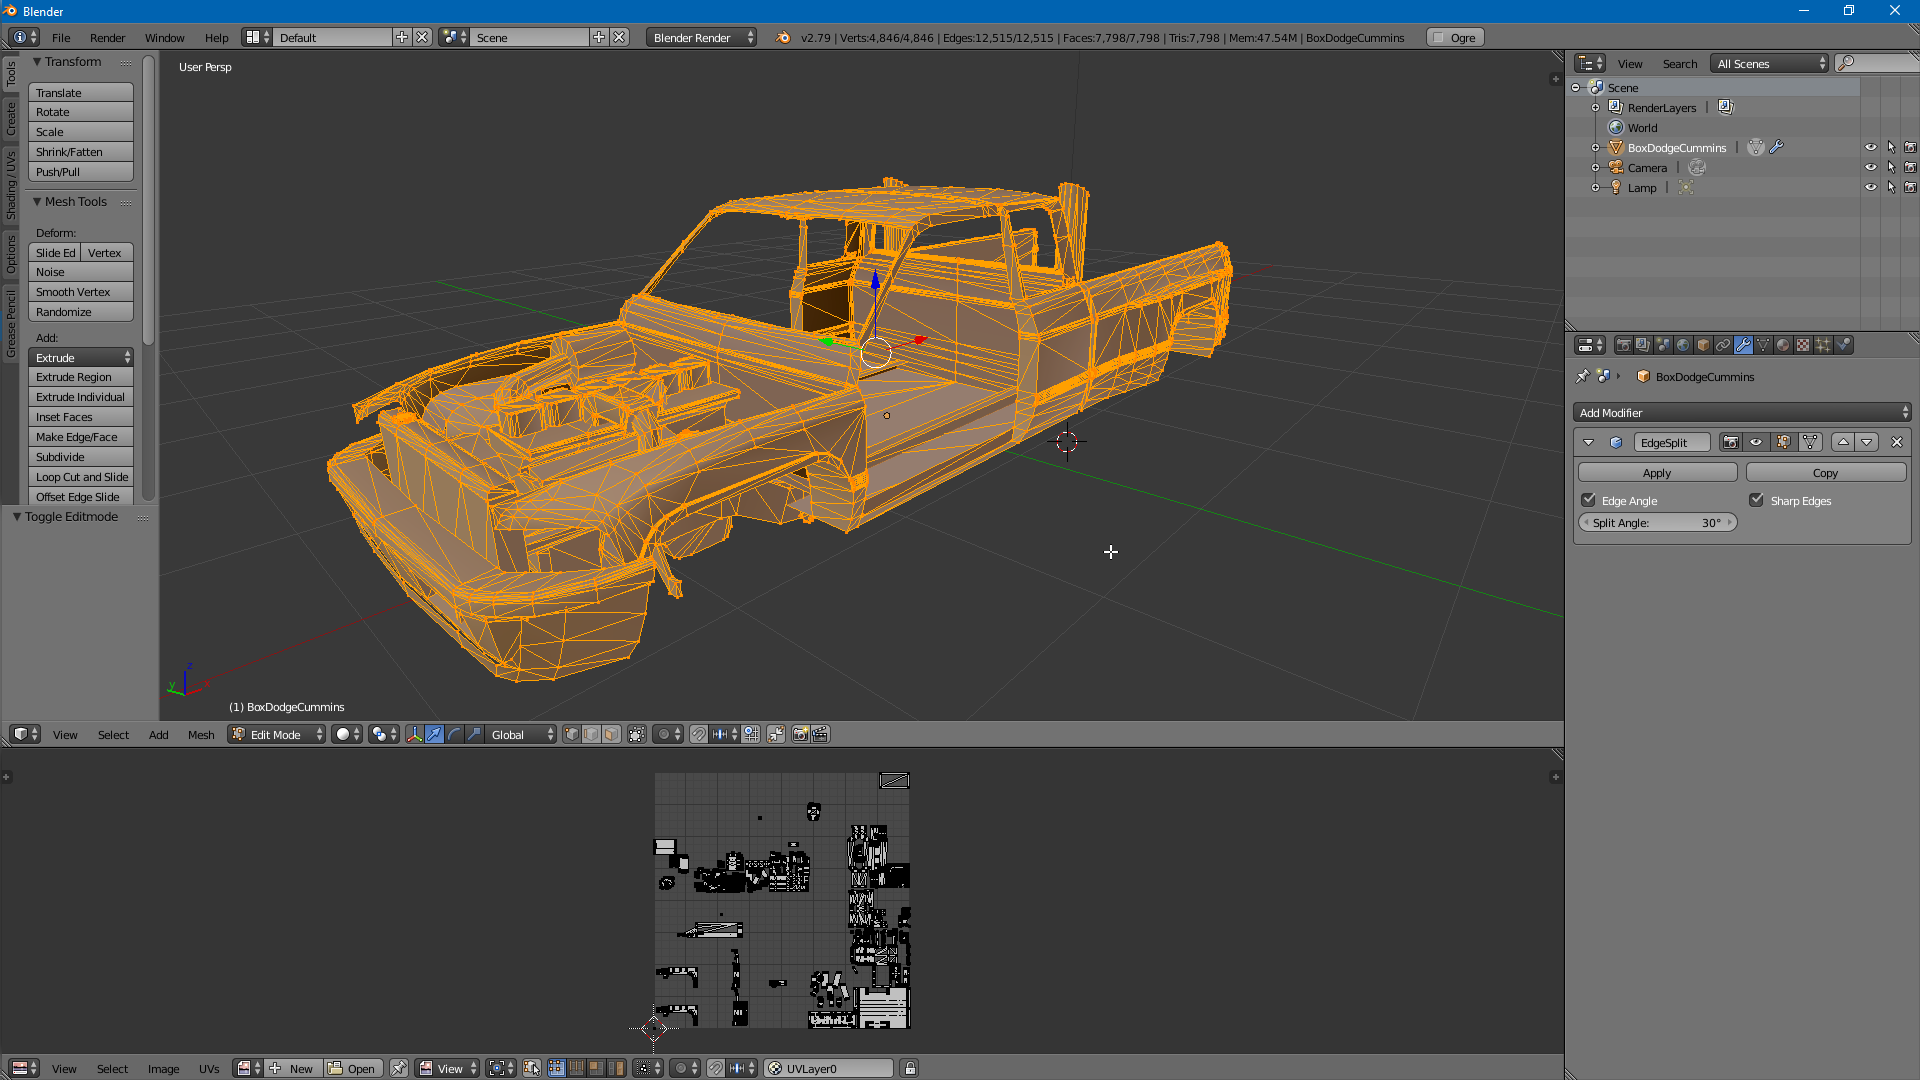 Blender
File Render Window Help Default Scene Blender Render v2.79 | Verts:4,846/4,846 | Edges:12,515/12,515 | Faces:7,798/7,798 | Tris:7,798 | Mem:47.54M | BoxDodgeCummins Ogre
Tools
Create
Shading / UVs
Options
Grease Pencil
Transform
Translate
Rotate
Scale
Shrink/Fatten
Push/Pull
Mesh Tools
Deform:
Slide Ed Vertex
Noise
Smooth Vertex
Randomize
Add:
Extrude
Extrude Region
Extrude Individual
Inset Faces
Make Edge/Face
Subdivide
Loop Cut and Slide
Offset Edge Slide
Toggle Editmode
User Persp
z
y
x
(1) BoxDodgeCummins
View Select Add Mesh Edit Mode Global
View Select Image UVs New Open View UVLayer0
View Search All Scenes
Scene
RenderLayers |
World
BoxDodgeCummins |
Camera |
Lamp |
BoxDodgeCummins
Add Modifier
EdgeSplit
Apply Copy
Edge Angle Sharp Edges
Split Angle: 30°